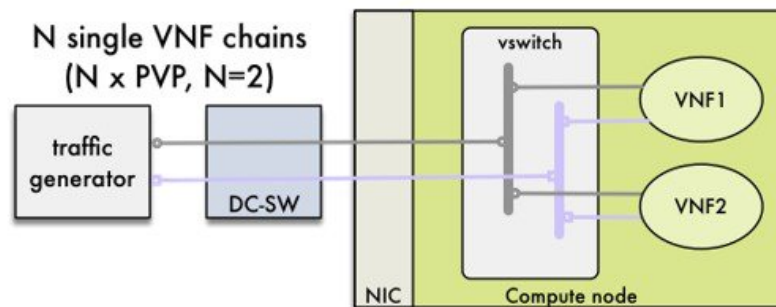 N single VNF chains
(N x PVP, N=2)
vswitch
VNF1
traffic
generator
DC-SW
VNF2
NIC
Compute node